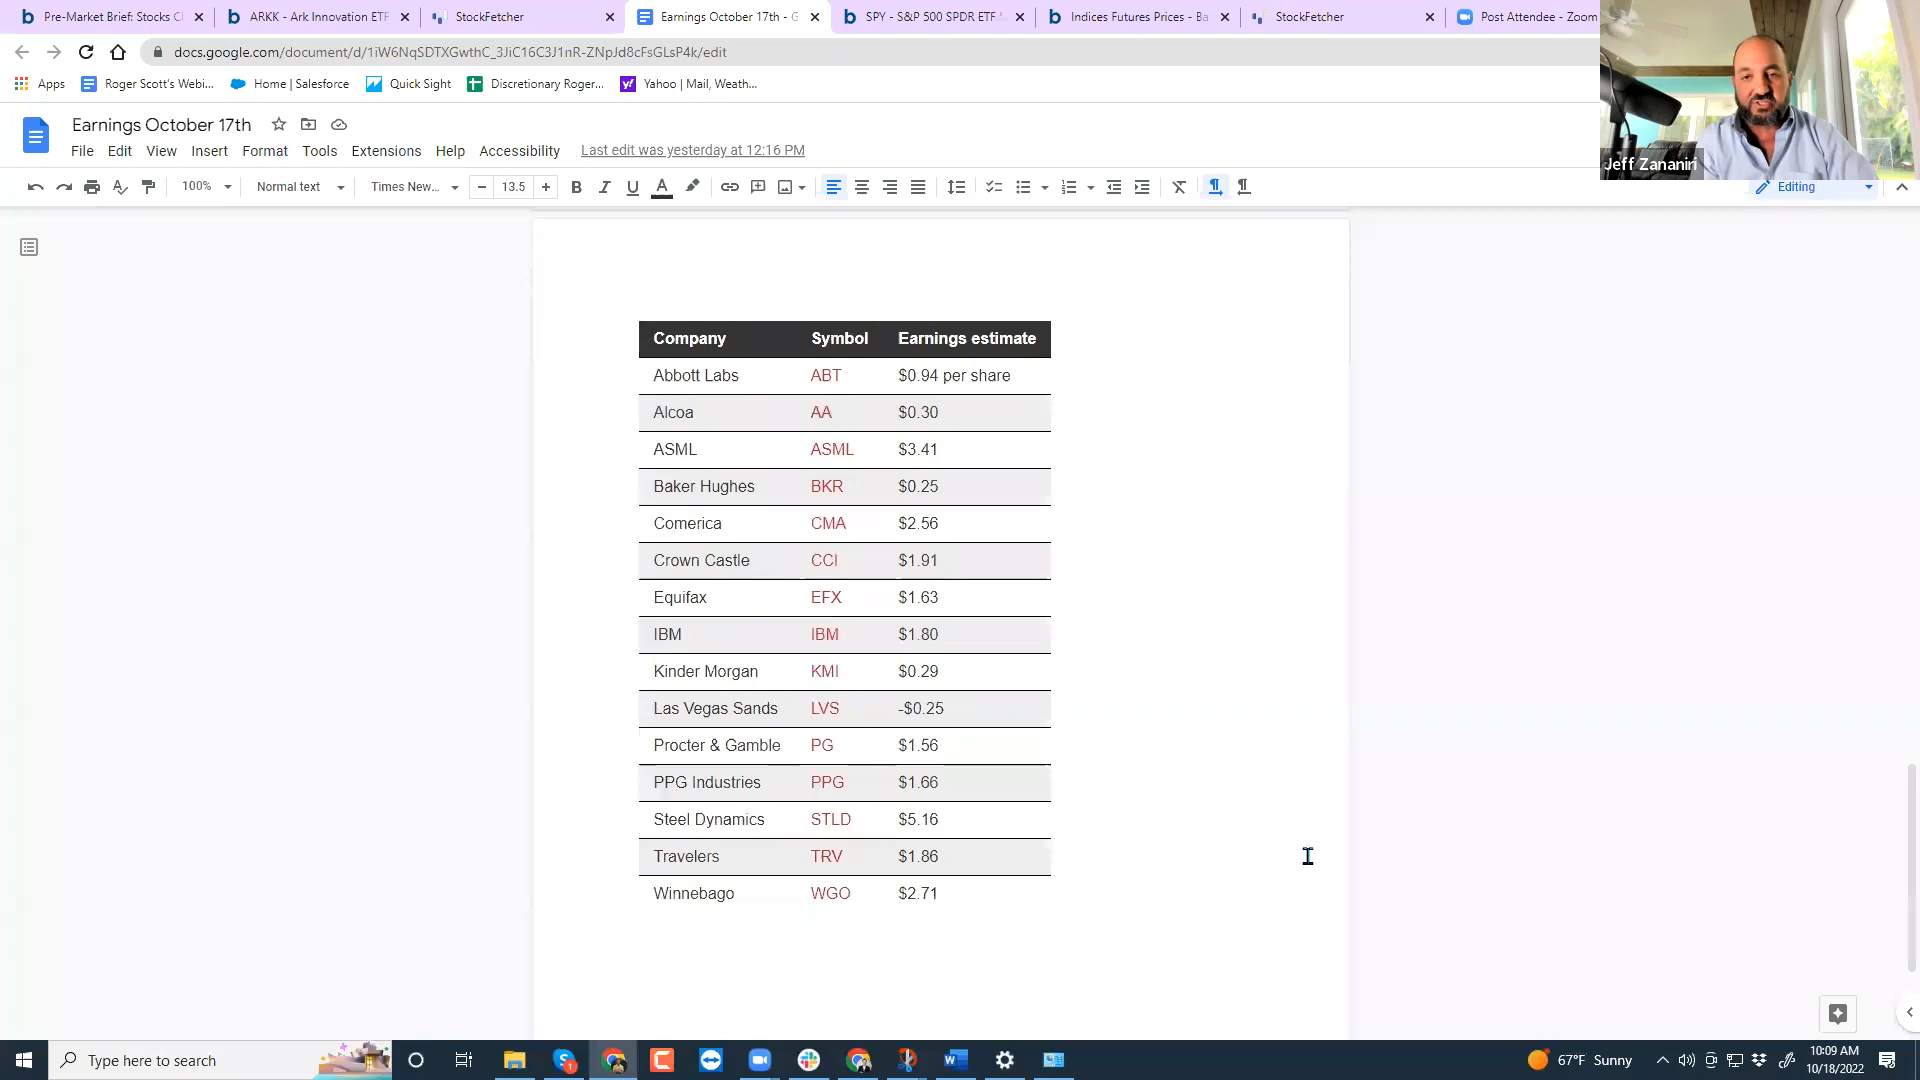 Pre-Market Brief: Stocks Cl
ARKK - Ark Innovation ETF
StockFetcher
Earnings October 17th - G
SPY - S&P 500 SPDR ETF
Indices Futures Prices - Ba
StockFetcher
Post Attendee - Zoom
docs.google.com/document/d/1iW6NqSDTXGwthC_3JiC16C3J1nR-ZNpJd8cFsGLsP4k/edit
Apps
Roger Scott's Webi...
Home | Salesforce
Quick Sight
Discretionary Roger...
Yahoo | Mail, Weath...
Jeff Zananiri
Earnings October 17th
File Edit View Insert Format Tools Extensions Help Accessibility Last edit was yesterday at 12:16 PM
100% Normal text Times New... 13.5 Editing
Company Symbol Earnings estimate
Abbott Labs ABT $0.94 per share
Alcoa AA $0.30
ASML ASML $3.41
Baker Hughes BKR $0.25
Comerica CMA $2.56
Crown Castle CCI $1.91
Equifax EFX $1.63
IBM IBM $1.80
Kinder Morgan KMI $0.29
Las Vegas Sands LVS -$0.25
Procter & Gamble PG $1.56
PPG Industries PPG $1.66
Steel Dynamics STLD $5.16
Travelers TRV $1.86
Winnebago WGO $2.71
Type here to search
67°F Sunny
10:09 AM
10/18/2022